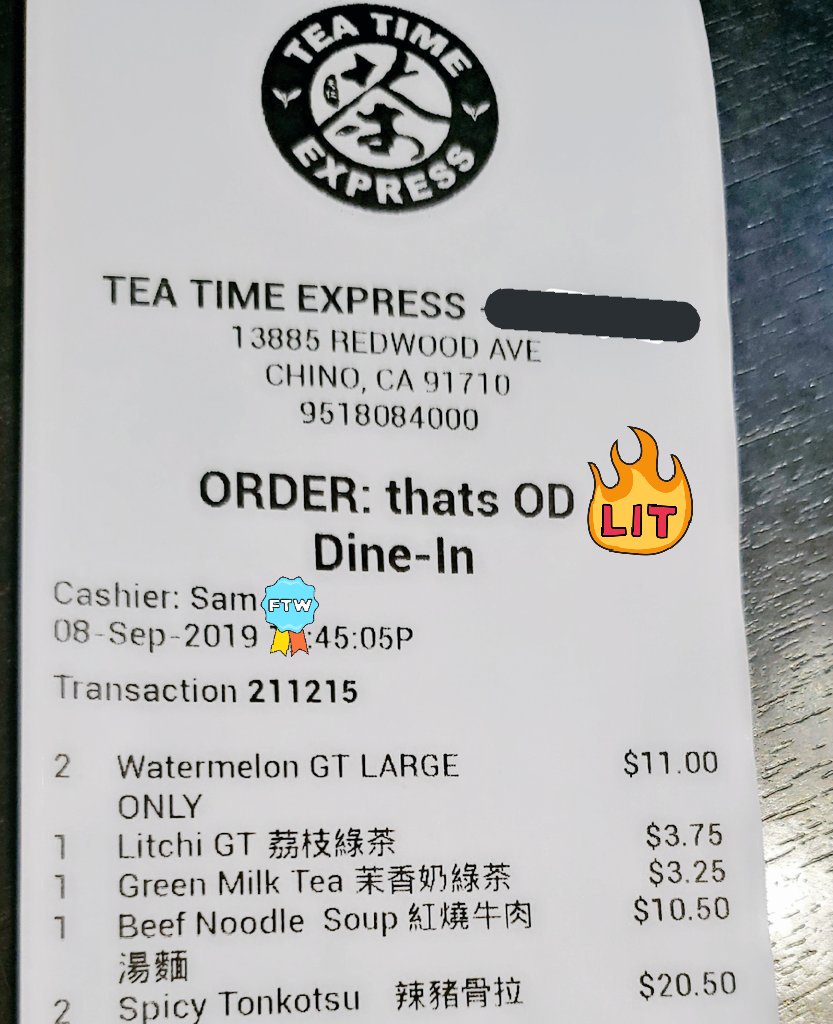 TEA TIME
EXPRESS
TEA TIME EXPRESS
13885 REDWOOD AVE
CHINO, CA 91710
9518084000
ORDER: thats OD
LIT
Dine-In
Cashier: Sam
FTW
08-Sep-2019 :45:05P
Transaction 211215
2 Watermelon GT LARGE $11.00
ONLY
1 Litchi GT 荔枝綠茶 $3.75
1 Green Milk Tea 茉香奶綠茶 $3.25
1 Beef Noodle Soup 紅燒牛肉 $10.50
湯麵
2 Spicy Tonkotsu 辣豬骨拉 $20.50